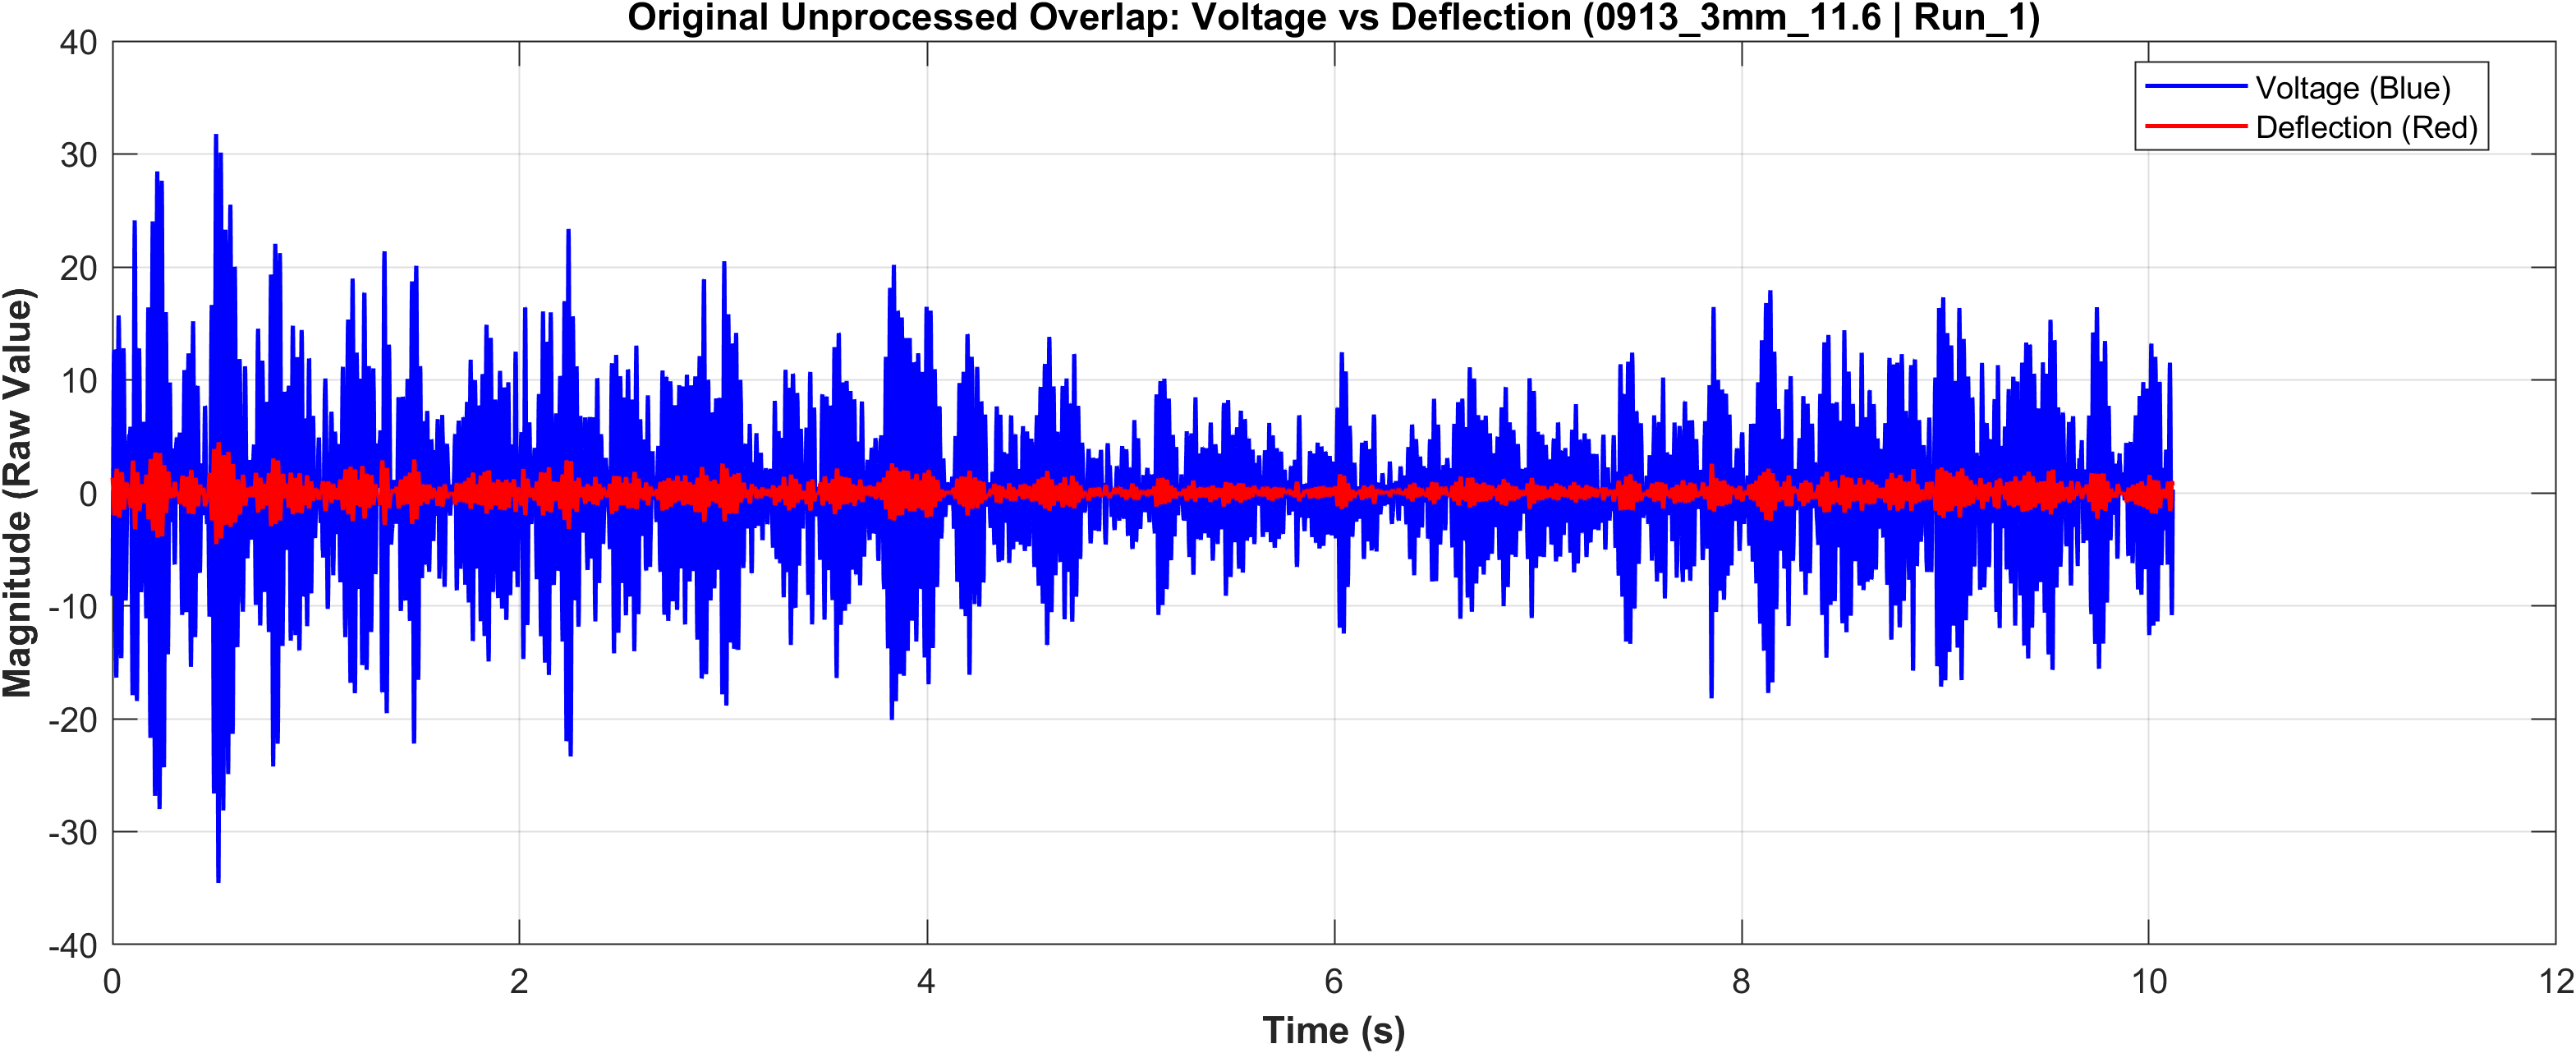 Original Unprocessed Overlap: Voltage vs Deflection (0913_3mm_11.6 | Run_1)
Voltage (Blue)
Deflection (Red)
Magnitude (Raw Value)
40
30
20
10
0
-10
-20
-30
-40
0 2 4 6 8 10 12
Time (s)